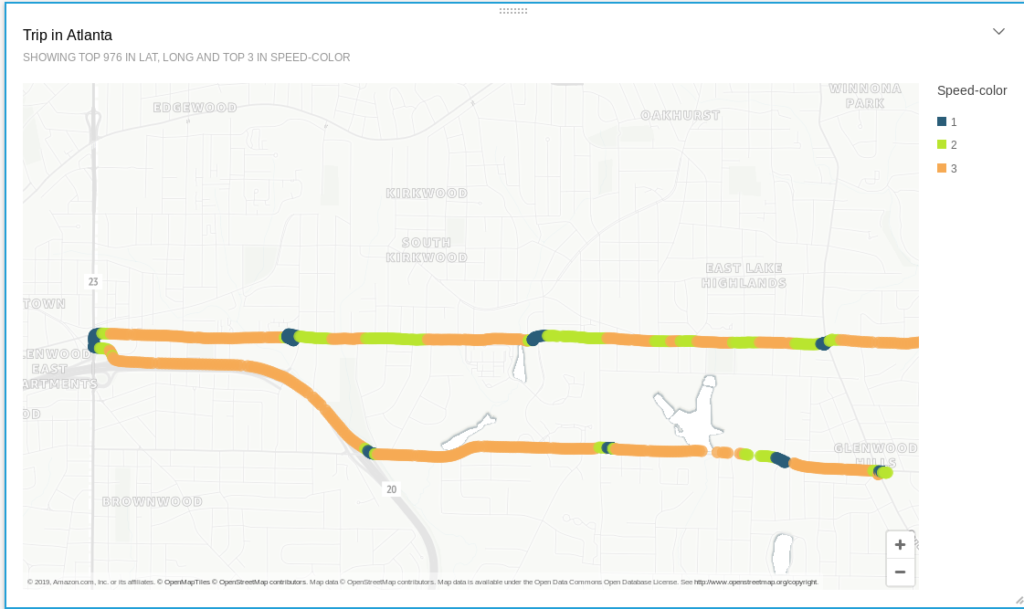 Trip in Atlanta
SHOWING TOP 976 IN LAT, LONG AND TOP 3 IN SPEED-COLOR
Speed-color
1
2
3
EDGEWOOD
OAKHURST
WINNONA
PARK
KIRKWOOD
SOUTH
KIRKWOOD
EAST LAKE
HIGHLANDS
23
TOWN
LENWOOD
EAST
ARTMENTS
OD
GLENWOOD
HILLS
20
BROWNWOOD
+
−
© 2019, Amazon.com, Inc. or its affiliates. © OpenMapTiles © OpenStreetMap contributors. Map data © OpenStreetMap contributors. Map data is available under the Open Data Commons Open Database License. See http://www.openstreetmap.org/copyright.